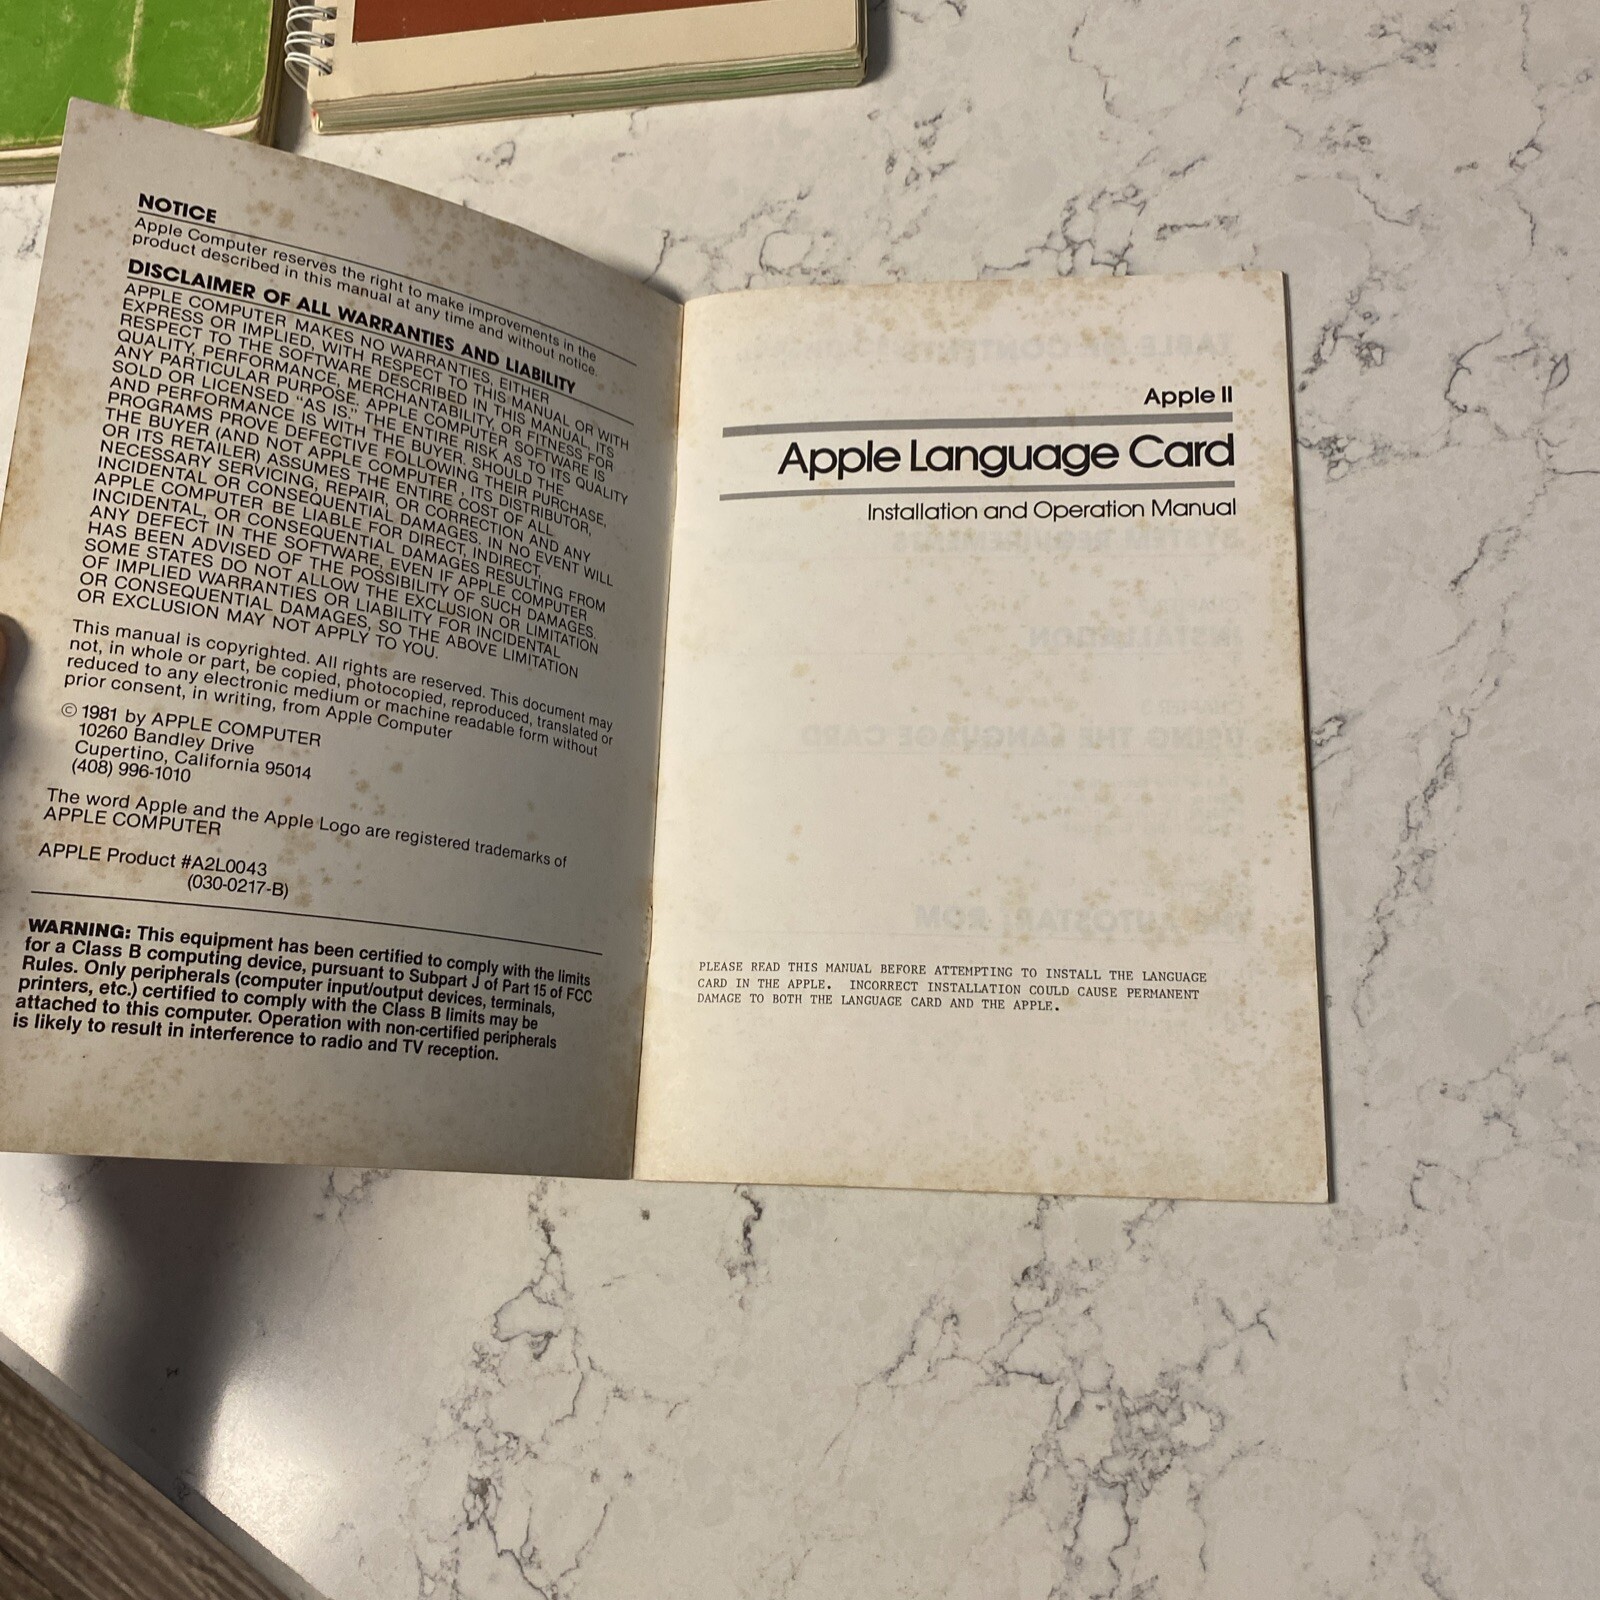 NOTICE
Apple Computer reserves the right to make improvements in the
product described in this manual at any time and without notice.
DISCLAIMER OF ALL WARRANTIES AND LIABILITY
APPLE COMPUTER MAKES NO WARRANTIES, EITHER
EXPRESS OR IMPLIED, WITH RESPECT TO THIS MANUAL OR WITH
RESPECT TO THE SOFTWARE DESCRIBED IN THIS MANUAL, ITS
QUALITY, PERFORMANCE, MERCHANTABILITY, OR FITNESS FOR
ANY PARTICULAR PURPOSE. APPLE COMPUTER SOFTWARE IS
SOLD OR LICENSED "AS IS." THE ENTIRE RISK AS TO ITS QUALITY
AND PERFORMANCE IS WITH THE BUYER. SHOULD THE
PROGRAMS PROVE DEFECTIVE FOLLOWING THEIR PURCHASE,
THE BUYER (AND NOT APPLE COMPUTER , ITS DISTRIBUTOR,
OR ITS RETAILER) ASSUMES THE ENTIRE COST OF ALL
NECESSARY SERVICING, REPAIR, OR CORRECTION AND ANY
INCIDENTAL OR CONSEQUENTIAL DAMAGES. IN NO EVENT WILL
APPLE COMPUTER BE LIABLE FOR DIRECT, INDIRECT,
INCIDENTAL, OR CONSEQUENTIAL DAMAGES RESULTING FROM
ANY DEFECT IN THE SOFTWARE, EVEN IF APPLE COMPUTER
HAS BEEN ADVISED OF THE POSSIBILITY OF SUCH DAMAGES.
SOME STATES DO NOT ALLOW THE EXCLUSION OR LIMITATION
OF IMPLIED WARRANTIES OR LIABILITY FOR INCIDENTAL
OR CONSEQUENTIAL DAMAGES, SO THE ABOVE LIMITATION
OR EXCLUSION MAY NOT APPLY TO YOU.
This manual is copyrighted. All rights are reserved. This document may
not, in whole or part, be copied, photocopied, reproduced, translated or
reduced to any electronic medium or machine readable form without
prior consent, in writing, from Apple Computer
© 1981 by APPLE COMPUTER
10260 Bandley Drive
Cupertino, California 95014
(408) 996-1010
The word Apple and the Apple Logo are registered trademarks of
APPLE COMPUTER
APPLE Product #A2L0043
(030-0217-B)
WARNING: This equipment has been certified to comply with the limits
for a Class B computing device, pursuant to Subpart J of Part 15 of FCC
Rules. Only peripherals (computer input/output devices, terminals,
printers, etc.) certified to comply with the Class B limits may be
attached to this computer. Operation with non-certified peripherals
is likely to result in interference to radio and TV reception.
Apple II
Apple Language Card
Installation and Operation Manual
PLEASE READ THIS MANUAL BEFORE ATTEMPTING TO INSTALL THE LANGUAGE
CARD IN THE APPLE. INCORRECT INSTALLATION COULD CAUSE PERMANENT
DAMAGE TO BOTH THE LANGUAGE CARD AND THE APPLE.